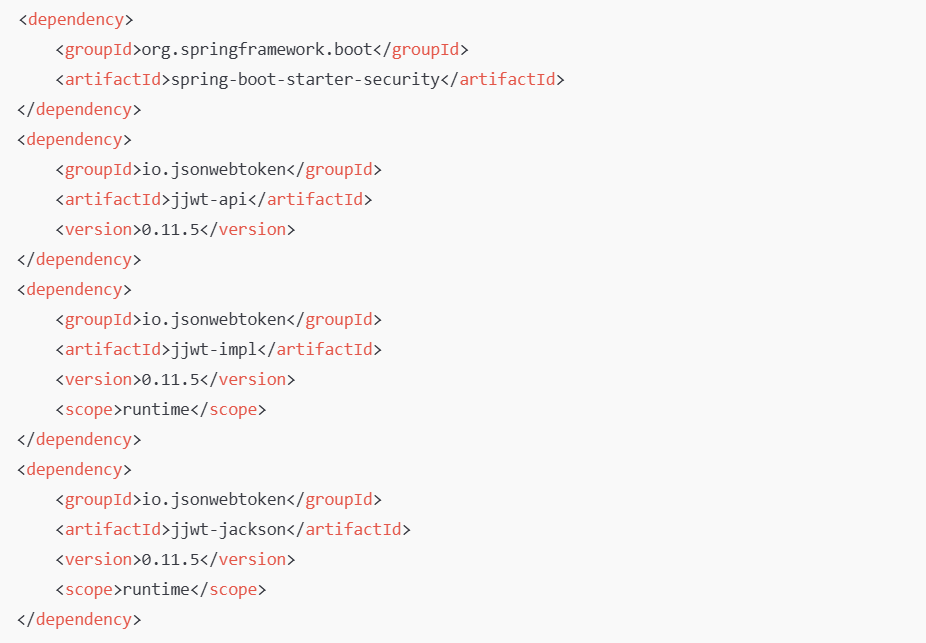 <dependency>
    <groupId>org.springframework.boot</groupId>
    <artifactId>spring-boot-starter-security</artifactId>
</dependency>
<dependency>
    <groupId>io.jsonwebtoken</groupId>
    <artifactId>jjwt-api</artifactId>
    <version>0.11.5</version>
</dependency>
<dependency>
    <groupId>io.jsonwebtoken</groupId>
    <artifactId>jjwt-impl</artifactId>
    <version>0.11.5</version>
    <scope>runtime</scope>
</dependency>
<dependency>
    <groupId>io.jsonwebtoken</groupId>
    <artifactId>jjwt-jackson</artifactId>
    <version>0.11.5</version>
    <scope>runtime</scope>
</dependency>